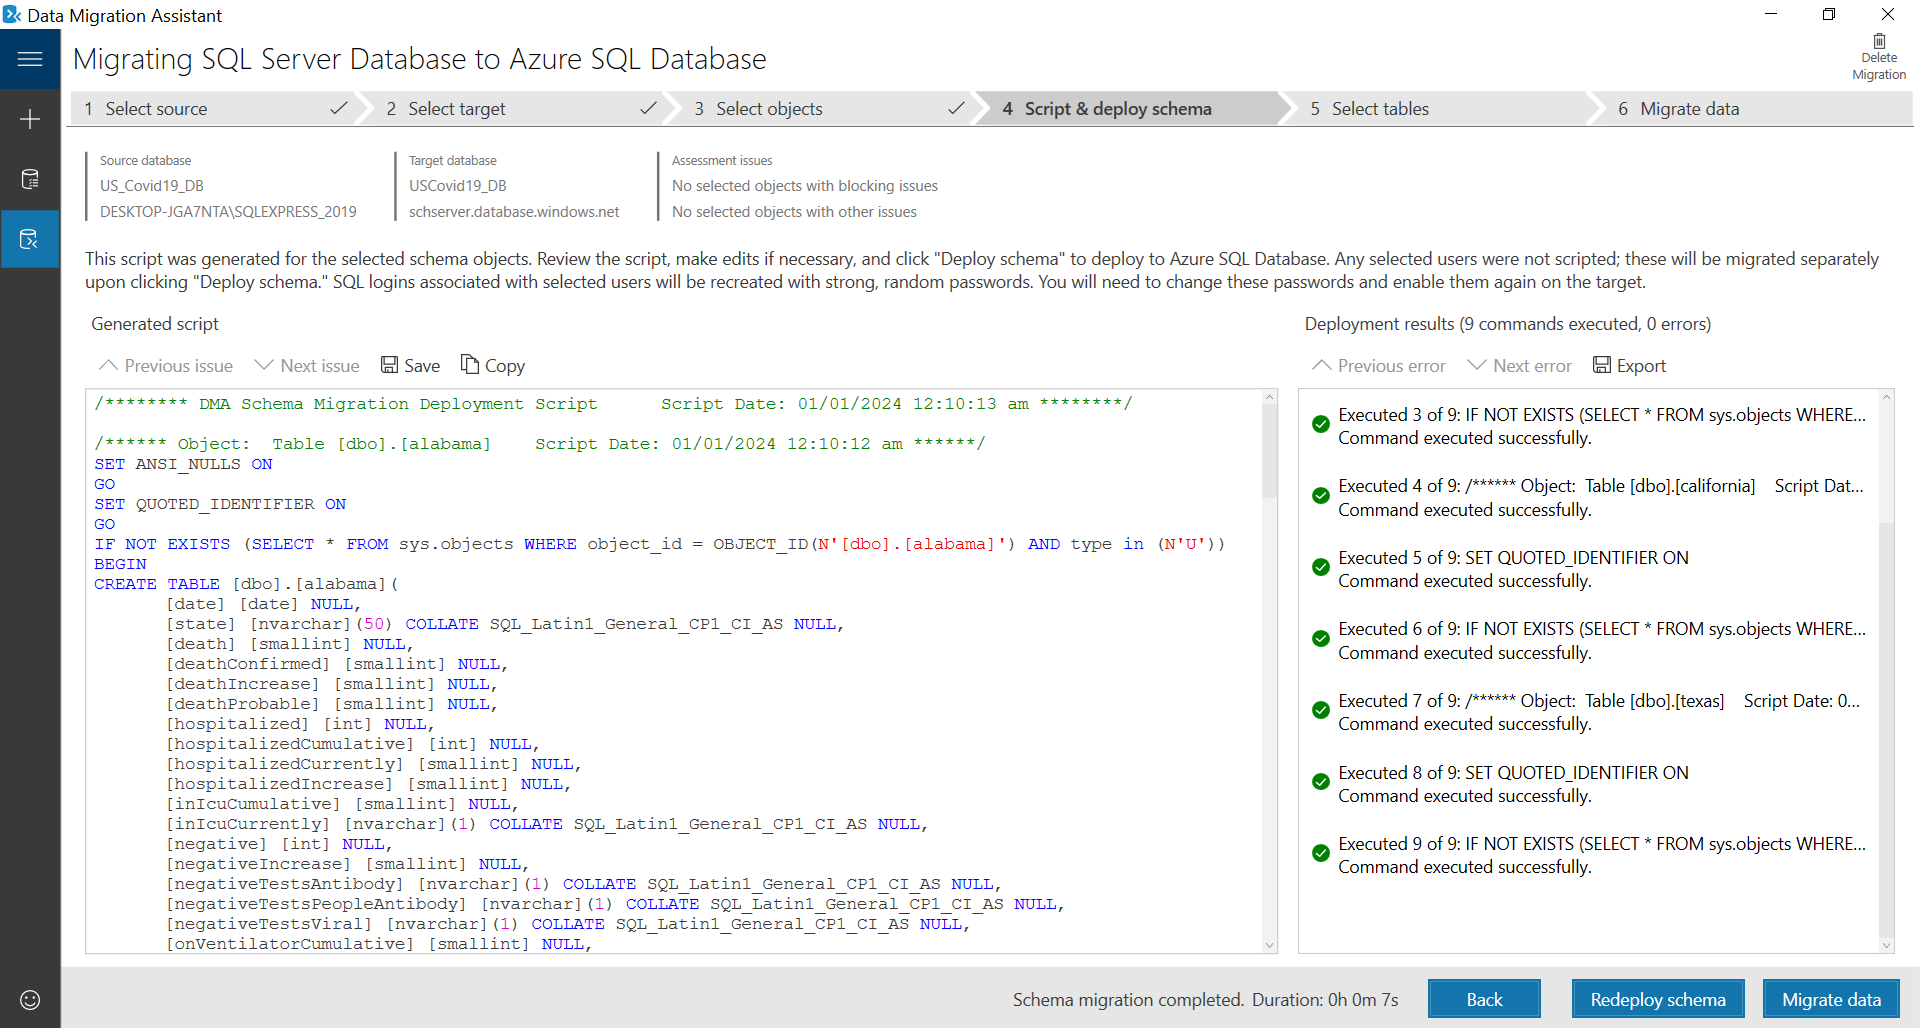 Data Migration Assistant
Migrating SQL Server Database to Azure SQL Database
Delete
Migration
1 Select source
2 Select target
3 Select objects
4 Script & deploy schema
5 Select tables
6 Migrate data
Source database
US_Covid19_DB
DESKTOP-JGA7NTA\SQLEXPRESS_2019
Target database
USCovid19_DB
schserver.database.windows.net
Assessment issues
No selected objects with blocking issues
No selected objects with other issues
This script was generated for the selected schema objects. Review the script, make edits if necessary, and click "Deploy schema" to deploy to Azure SQL Database. Any selected users were not scripted; these will be migrated separately
upon clicking "Deploy schema." SQL logins associated with selected users will be recreated with strong, random passwords. You will need to change these passwords and enable them again on the target.
Generated script
Previous issue Next issue Save Copy
/******** DMA Schema Migration Deployment Script      Script Date: 01/01/2024 12:10:13 am ********/
/****** Object:  Table [dbo].[alabama]    Script Date: 01/01/2024 12:10:12 am ******/
SET ANSI_NULLS ON
GO
SET QUOTED_IDENTIFIER ON
GO
IF NOT EXISTS (SELECT * FROM sys.objects WHERE object_id = OBJECT_ID(N'[dbo].[alabama]') AND type in (N'U'))
BEGIN
CREATE TABLE [dbo].[alabama](
[date] [date] NULL,
[state] [nvarchar](50) COLLATE SQL_Latin1_General_CP1_CI_AS NULL,
[death] [smallint] NULL,
[deathConfirmed] [smallint] NULL,
[deathIncrease] [smallint] NULL,
[deathProbable] [smallint] NULL,
[hospitalized] [int] NULL,
[hospitalizedCumulative] [int] NULL,
[hospitalizedCurrently] [smallint] NULL,
[hospitalizedIncrease] [smallint] NULL,
[inIcuCumulative] [smallint] NULL,
[inIcuCurrently] [nvarchar](1) COLLATE SQL_Latin1_General_CP1_CI_AS NULL,
[negative] [int] NULL,
[negativeIncrease] [smallint] NULL,
[negativeTestsAntibody] [nvarchar](1) COLLATE SQL_Latin1_General_CP1_CI_AS NULL,
[negativeTestsPeopleAntibody] [nvarchar](1) COLLATE SQL_Latin1_General_CP1_CI_AS NULL,
[negativeTestsViral] [nvarchar](1) COLLATE SQL_Latin1_General_CP1_CI_AS NULL,
[onVentilatorCumulative] [smallint] NULL,
Deployment results (9 commands executed, 0 errors)
Previous error Next error Export
Executed 3 of 9: IF NOT EXISTS (SELECT * FROM sys.objects WHERE...
Command executed successfully.
Executed 4 of 9: /****** Object:  Table [dbo].[california]    Script Dat...
Command executed successfully.
Executed 5 of 9: SET QUOTED_IDENTIFIER ON
Command executed successfully.
Executed 6 of 9: IF NOT EXISTS (SELECT * FROM sys.objects WHERE...
Command executed successfully.
Executed 7 of 9: /****** Object:  Table [dbo].[texas]    Script Date: 0...
Command executed successfully.
Executed 8 of 9: SET QUOTED_IDENTIFIER ON
Command executed successfully.
Executed 9 of 9: IF NOT EXISTS (SELECT * FROM sys.objects WHERE...
Command executed successfully.
Schema migration completed. Duration: 0h 0m 7s
Back
Redeploy schema
Migrate data